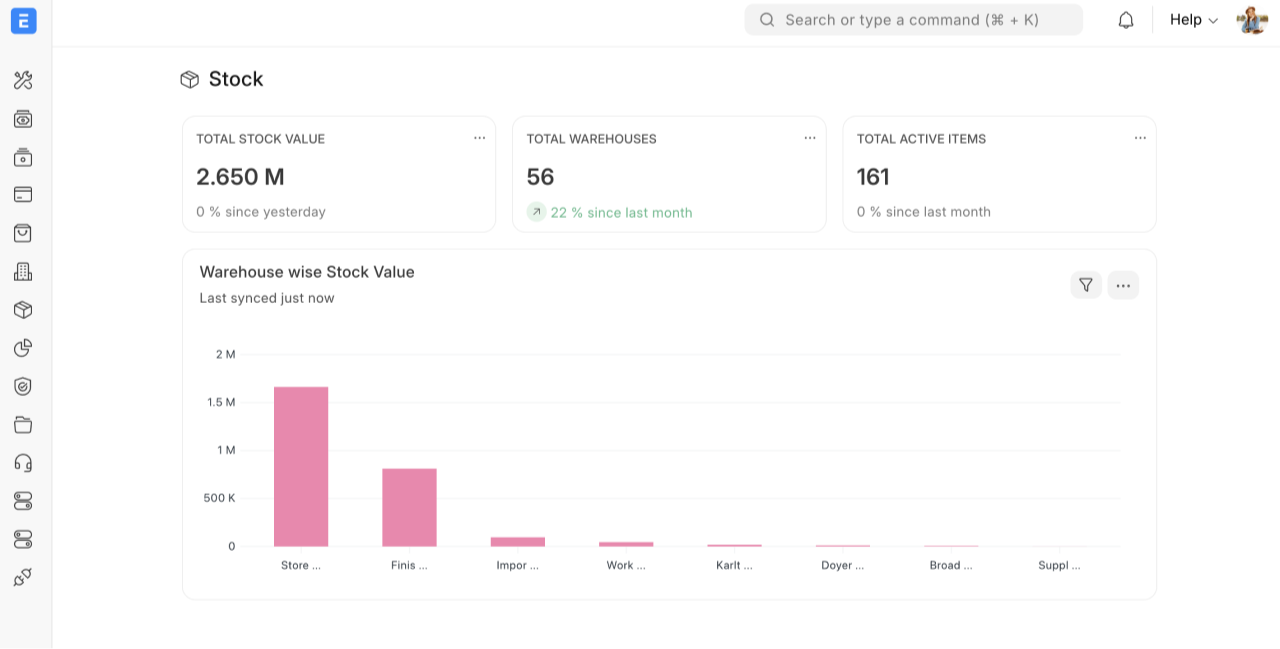 E
Search or type a command (⌘ + K)
Help
Stock
TOTAL STOCK VALUE
...
2.650 M
0 % since yesterday
TOTAL WAREHOUSES
...
56
22 % since last month
TOTAL ACTIVE ITEMS
...
161
0 % since last month
Warehouse wise Stock Value
Last synced just now
...
2 M
1.5 M
1 M
500 K
0
Store ...
Finis ...
Impor ...
Work ...
Karlt ...
Doyer ...
Broad ...
Suppl ...